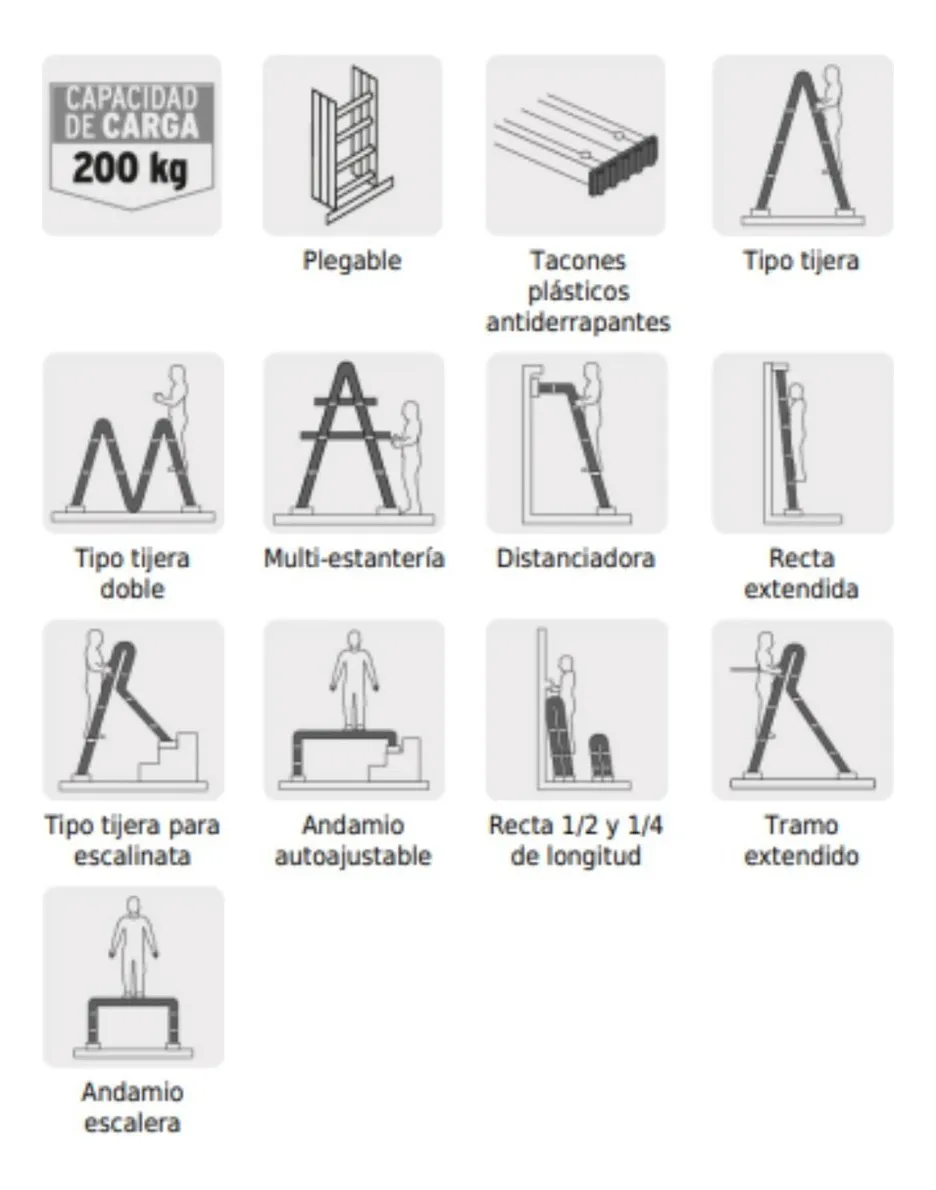 CAPACIDAD
DE CARGA
200 kg
Plegable
Tacones
plásticos
antiderrapantes
Tipo tijera
Tipo tijera
doble
Multi-estantería
Distanciadora
Recta
extendida
Tipo tijera para
escalinata
Andamio
autoajustable
Recta 1/2 y 1/4
de longitud
Tramo
extendido
Andamio
escalera